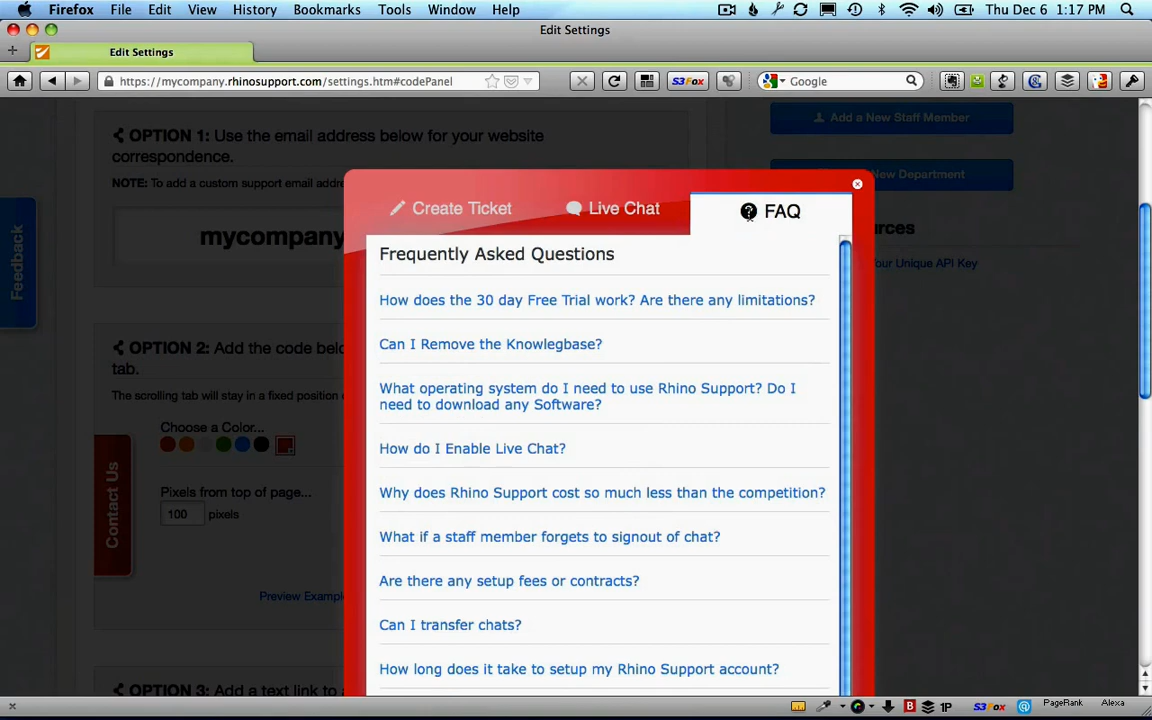 Firefox File Edit View History Bookmarks Tools Window Help Thu Dec 6 1:17 PM
Edit Settings
Edit Settings
https://mycompany.rhinosupport.com/settings.htm#codePanel
S3Fox
Google
OPTION 1: Use the email address below for your website
correspondence.
NOTE: To add a custom support email addre
mycompany
Add a New Staff Member
New Department
urces
Your Unique API Key
Feedback
Create Ticket
Live Chat
FAQ
Frequently Asked Questions
How does the 30 day Free Trial work? Are there any limitations?
Can I Remove the Knowlegbase?
What operating system do I need to use Rhino Support? Do I
need to download any Software?
How do I Enable Live Chat?
Why does Rhino Support cost so much less than the competition?
What if a staff member forgets to signout of chat?
Are there any setup fees or contracts?
Can I transfer chats?
How long does it take to setup my Rhino Support account?
OPTION 2: Add the code belo
tab.
The scrolling tab will stay in a fixed position o
Choose a Color...
Pixels from top of page...
100 pixels
Contact Us
Preview Example
OPTION 3: Add a text link to a
1P
S3Fox
PageRank
Alexa